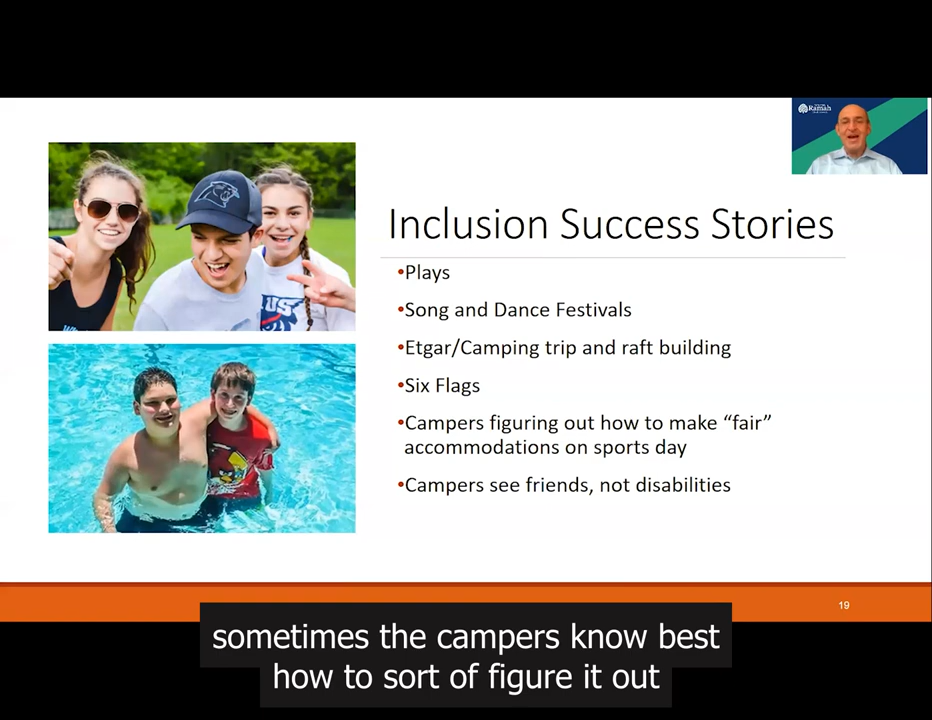 Ramah
Inclusion Success Stories
•Plays
•Song and Dance Festivals
•Etgar/Camping trip and raft building
•Six Flags
•Campers figuring out how to make “fair”
accommodations on sports day
•Campers see friends, not disabilities
19
sometimes the campers know best
how to sort of figure it out